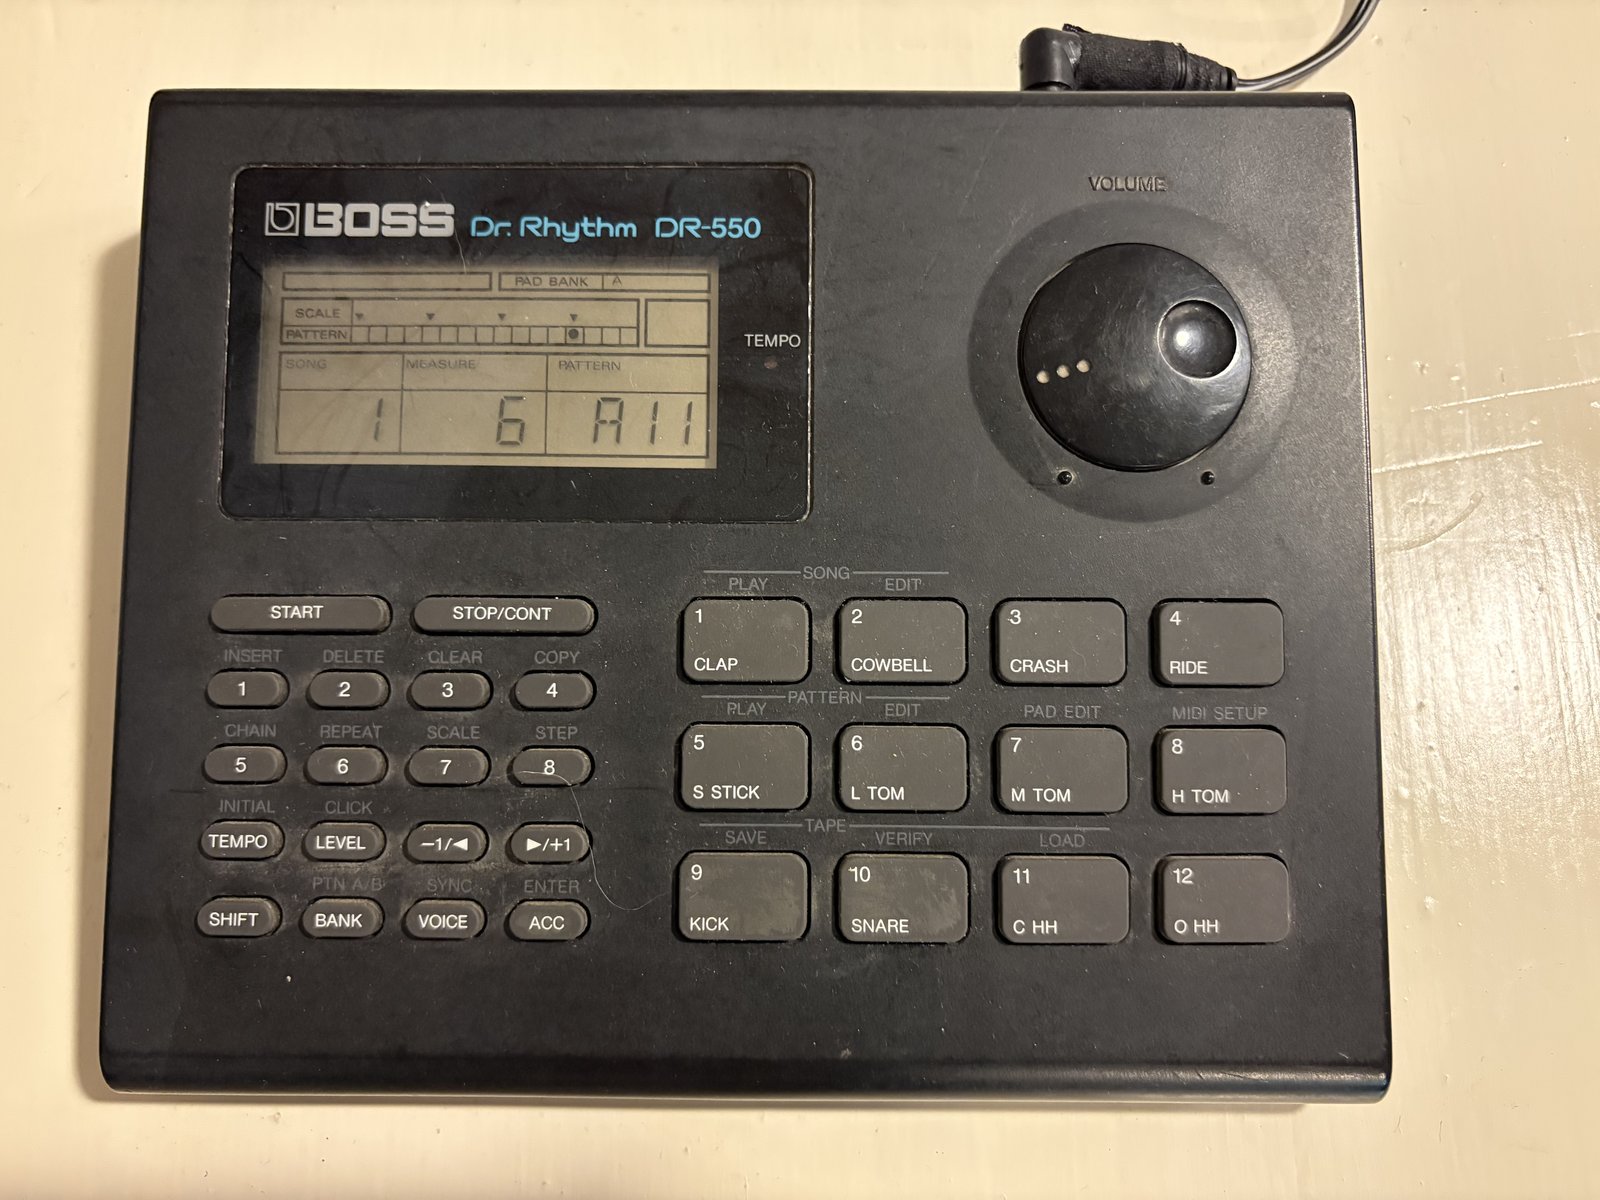 BOSS Dr. Rhythm DR-550
VOLUME
PAD BANK A
SCALE
PATTERN
TEMPO
SONG MEASURE PATTERN
1 6 A11
SONG
PLAY EDIT
START STOP/CONT
1 2 3 4
CLAP COWBELL CRASH RIDE
INSERT DELETE CLEAR COPY
1 2 3 4
PATTERN
PLAY EDIT PAD EDIT MIDI SETUP
CHAIN REPEAT SCALE STEP
5 6 7 8
5 6 7 8
S STICK L TOM M TOM H TOM
INITIAL CLICK
TAPE
SAVE VERIFY LOAD
TEMPO LEVEL −1/◀ ▶/+1
PTN A/B SYNC ENTER
9 10 11 12
KICK SNARE C HH O HH
SHIFT BANK VOICE ACC